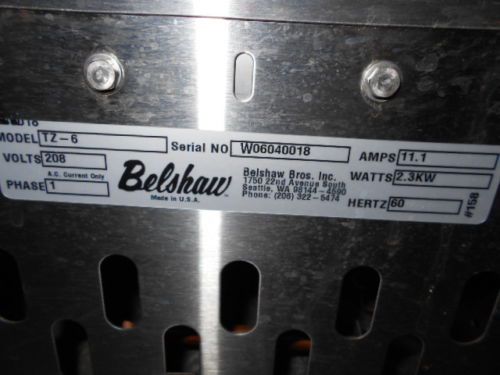 MODEL TZ-6 Serial NO W06040018 AMPS 11.1
VOLTS 208 WATTS 2.3KW
A.C. Current Only
PHASE 1 HERTZ 60
Belshaw
Made in U.S.A.
Belshaw Bros. Inc.
1750 22nd Avenue South
Seattle, WA 98144-4590
Phone: (206) 322-5474
#158